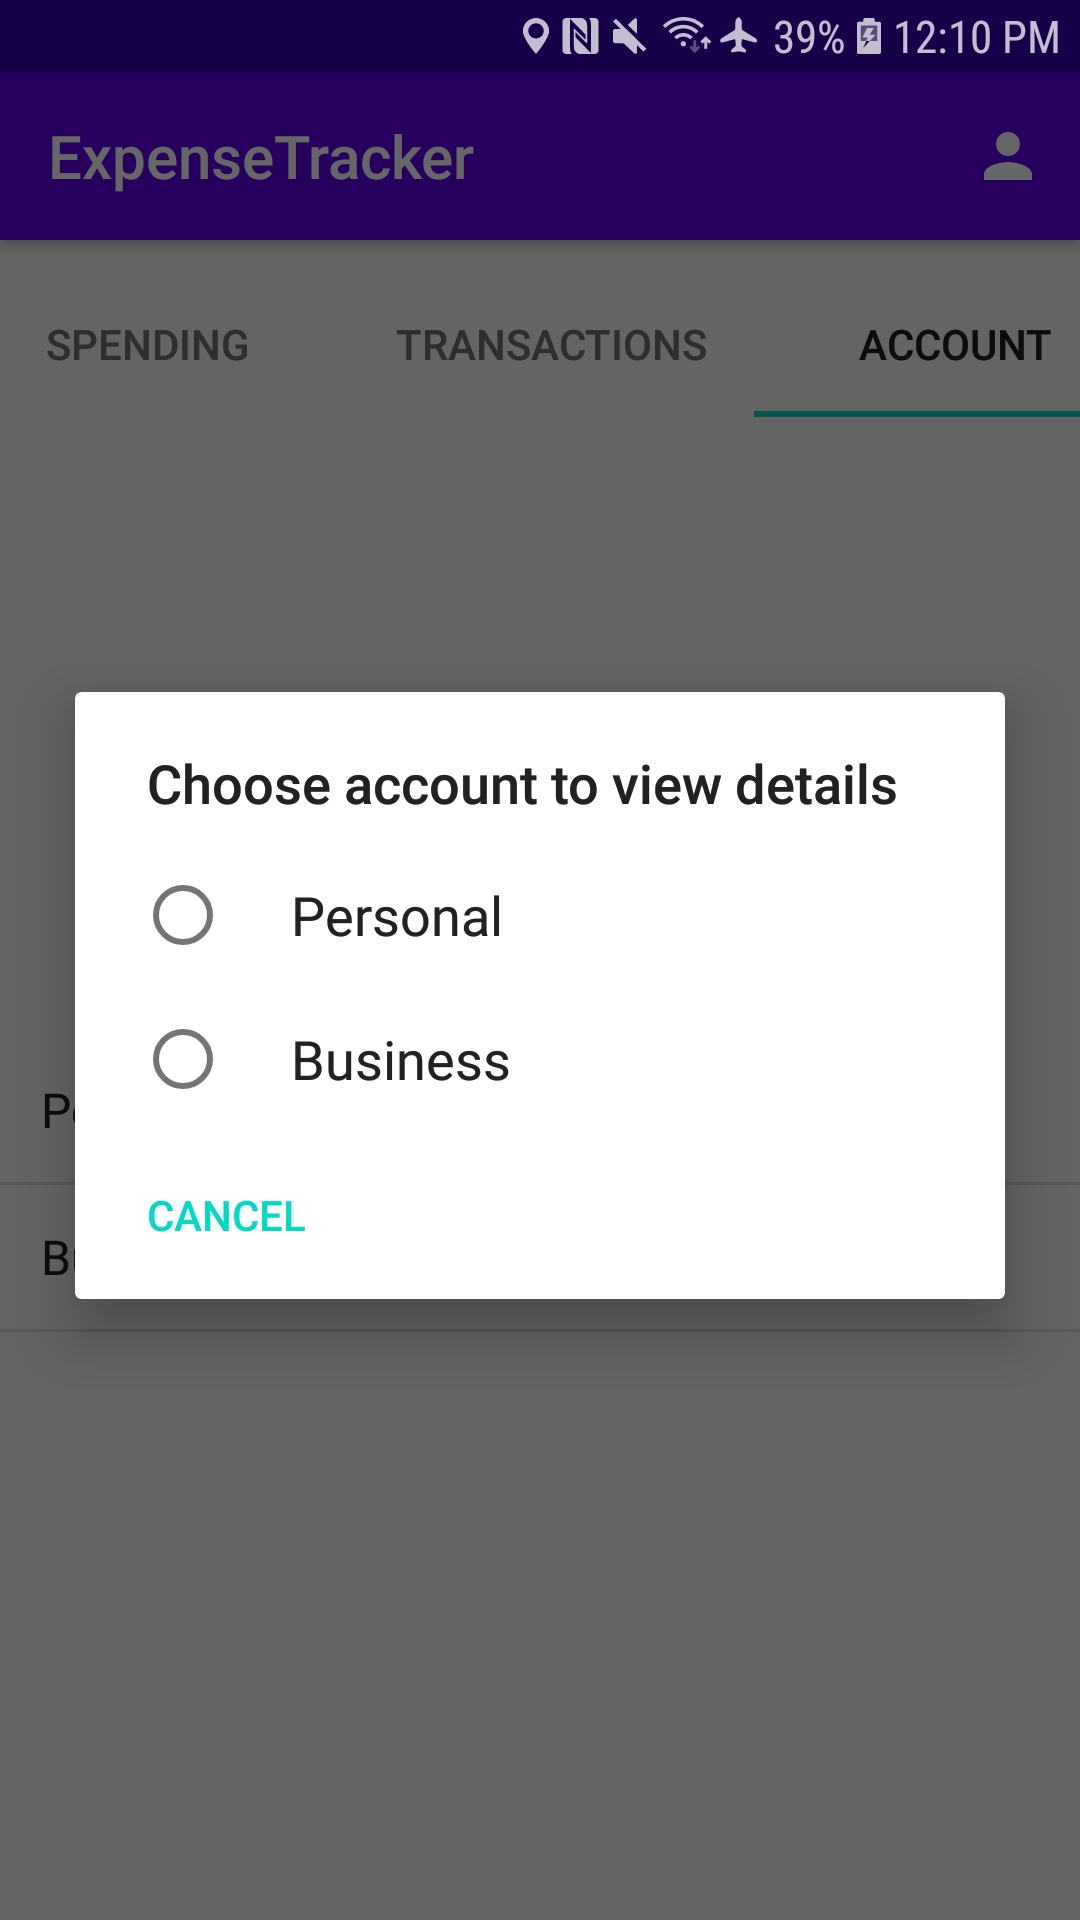 39% 12:10 PM
ExpenseTracker
SPENDING TRANSACTIONS ACCOUNT
Choose account to view details
Personal
Business
CANCEL